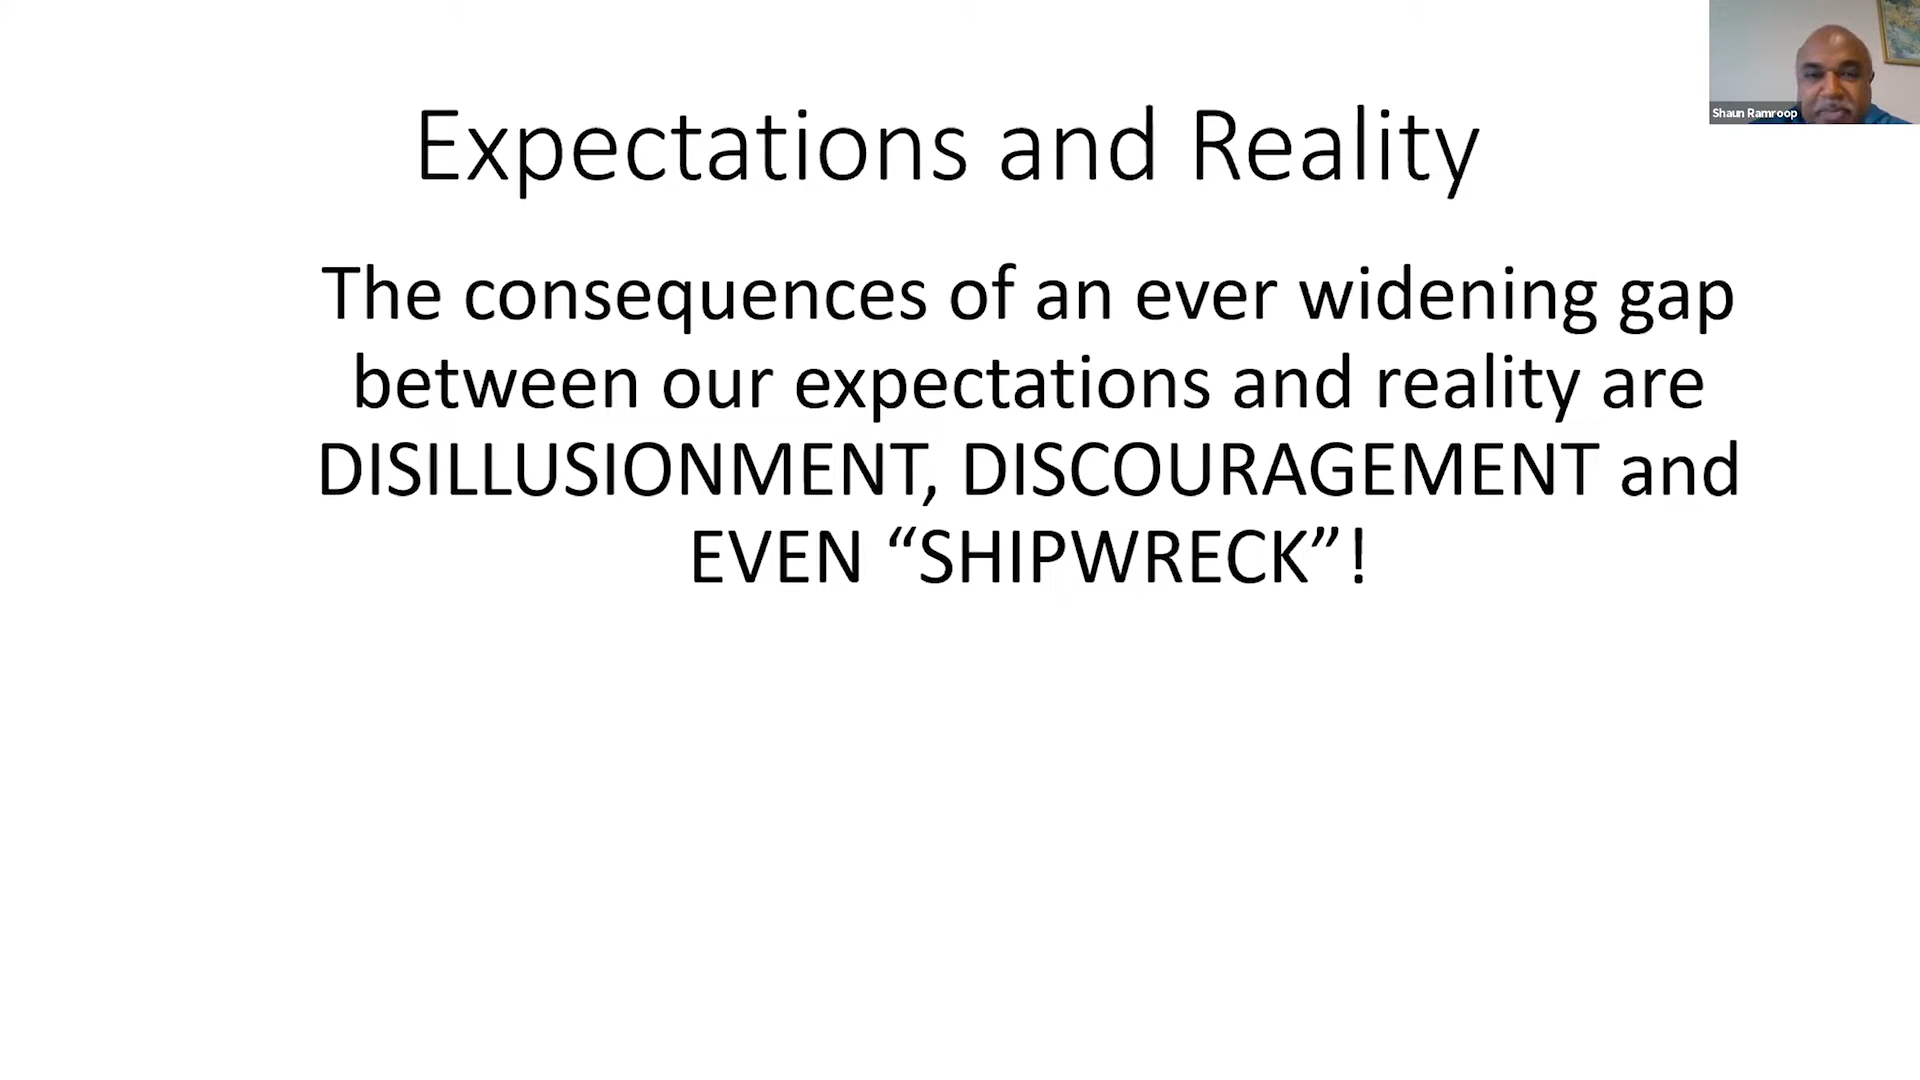 Expectations and Reality
The consequences of an ever widening gap
between our expectations and reality are
DISILLUSIONMENT, DISCOURAGEMENT and
EVEN “SHIPWRECK”!
Shaun Ramroop